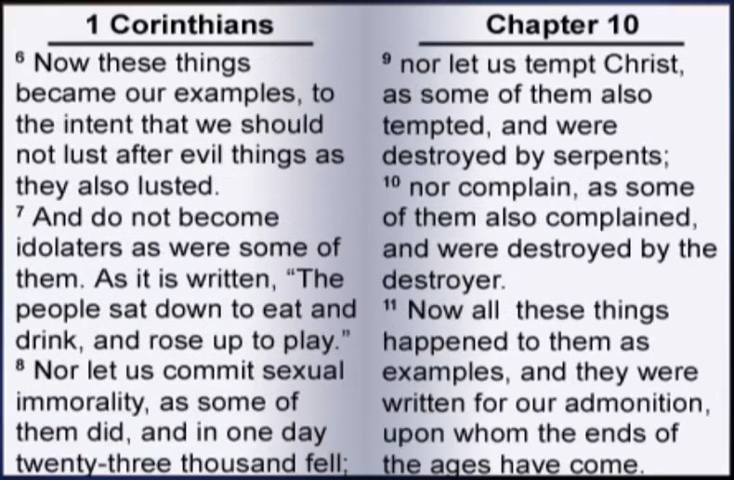 1 Corinthians
⁶ Now these things
became our examples, to
the intent that we should
not lust after evil things as
they also lusted.
⁷ And do not become
idolaters as were some of
them. As it is written, “The
people sat down to eat and
drink, and rose up to play.”
⁸ Nor let us commit sexual
immorality, as some of
them did, and in one day
twenty-three thousand fell;
Chapter 10
⁹ nor let us tempt Christ,
as some of them also
tempted, and were
destroyed by serpents;
¹⁰ nor complain, as some
of them also complained,
and were destroyed by the
destroyer.
¹¹ Now all these things
happened to them as
examples, and they were
written for our admonition,
upon whom the ends of
the ages have come.